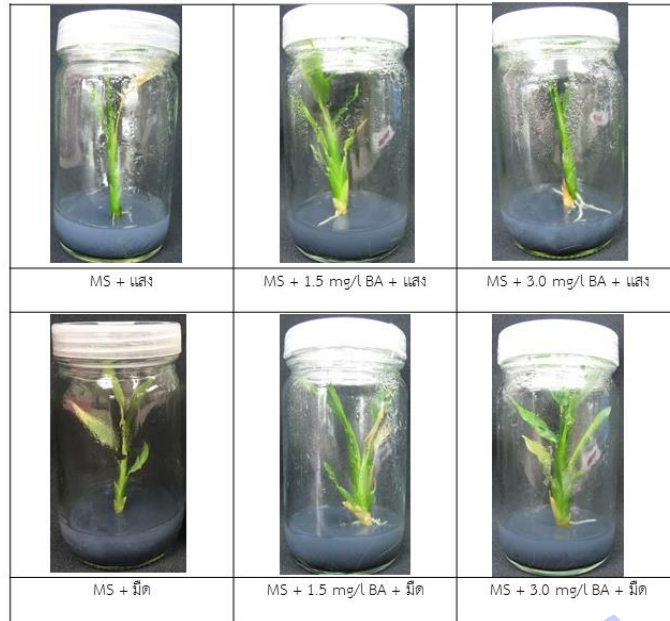 MS + แสง
MS + 1.5 mg/l BA + แสง
MS + 3.0 mg/l BA + แสง
MS + มืด
MS + 1.5 mg/l BA + มืด
MS + 3.0 mg/l BA + มืด